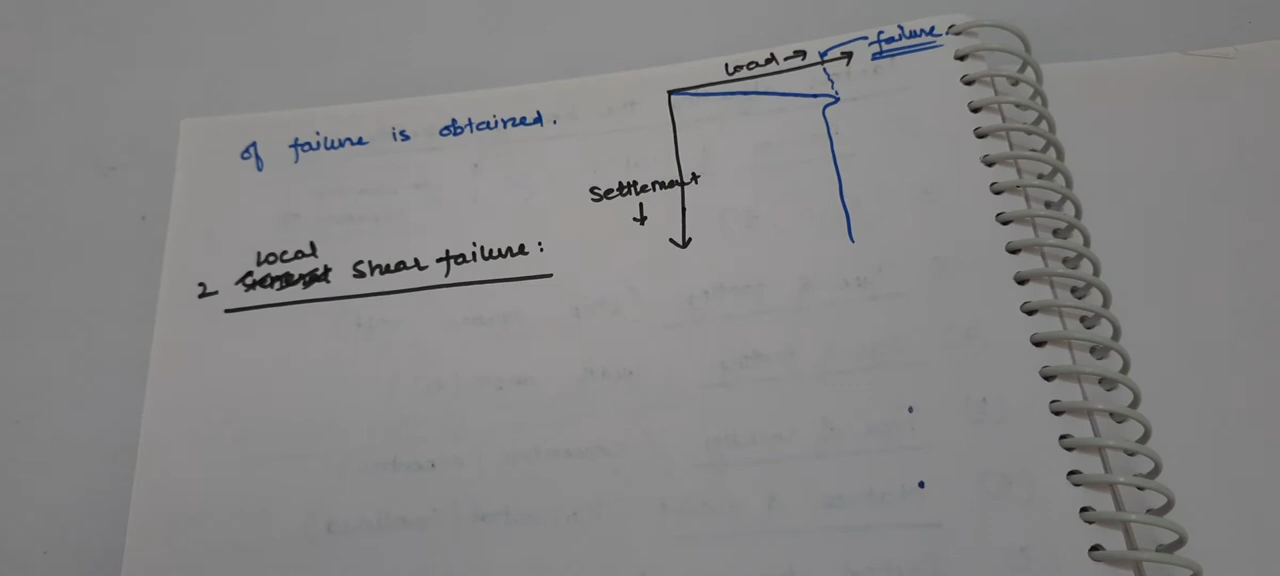 Load →
failure
of failure is obtained.
Settlement
↓
Local
2 Shear failure: